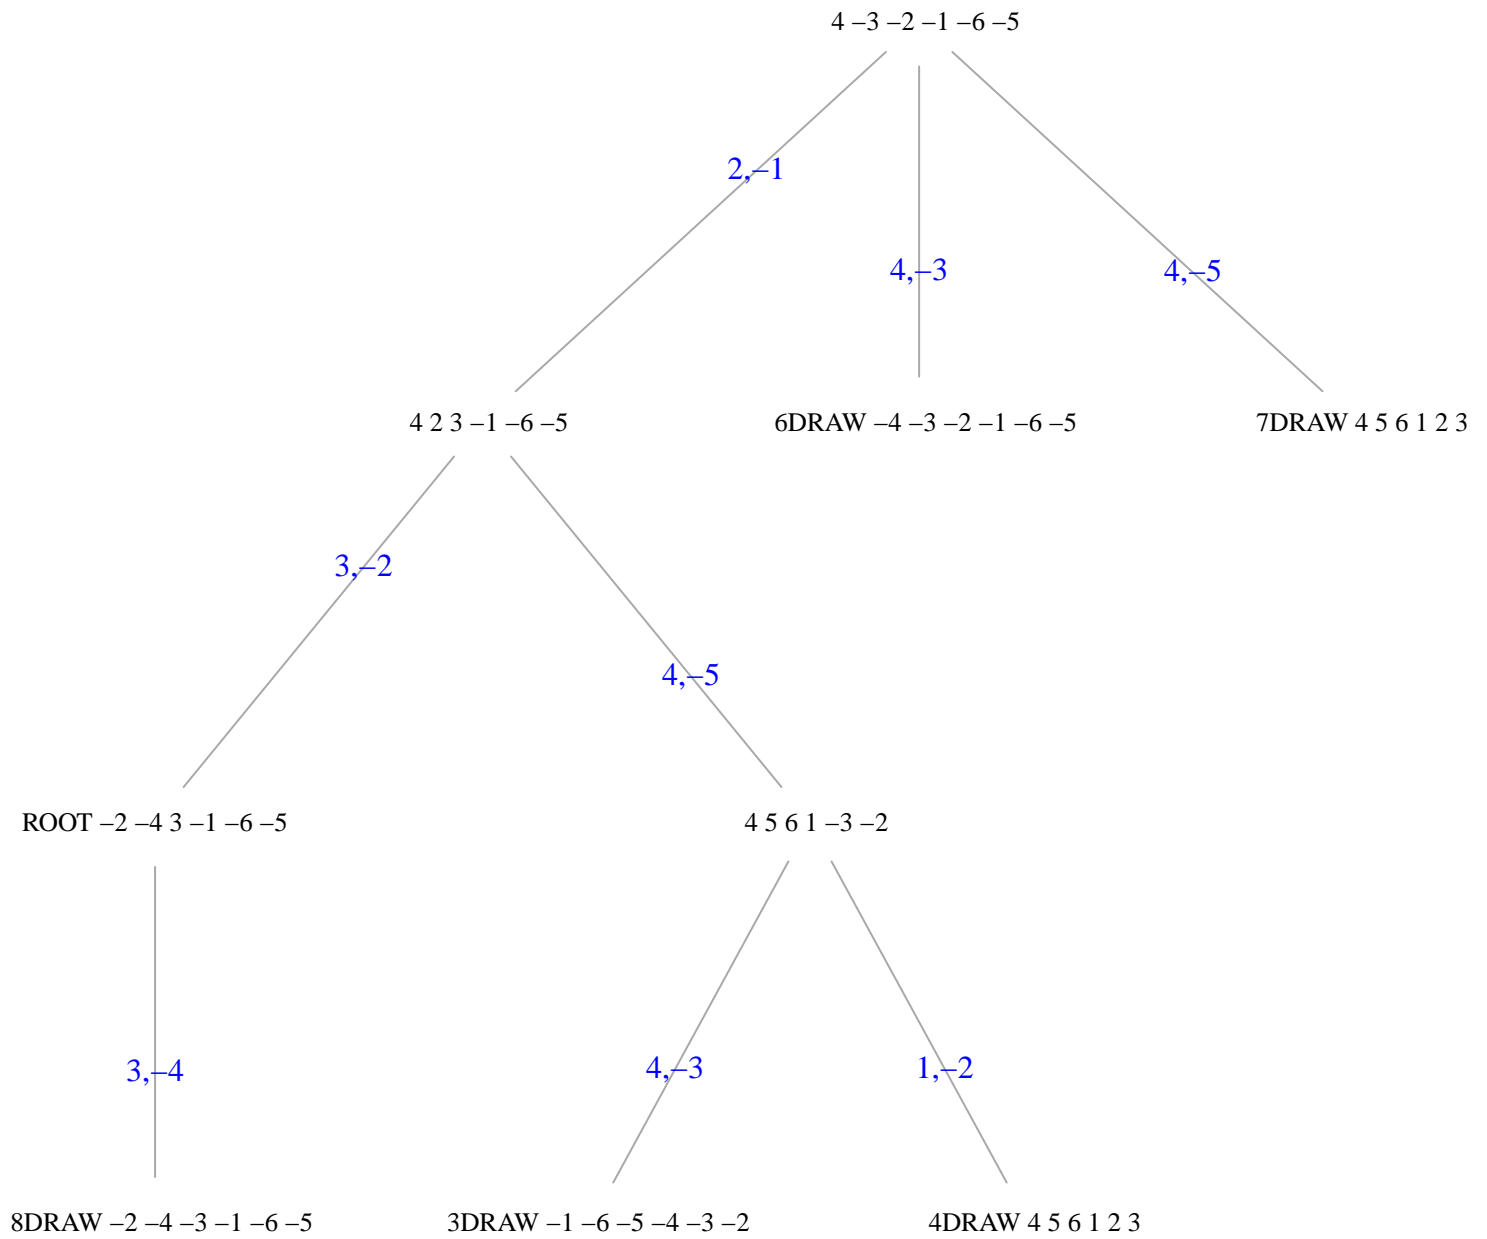 4 –3 –2 –1 –6 –5
2,–1
4,–3
4,–5
4 2 3 –1 –6 –5
6DRAW –4 –3 –2 –1 –6 –5
7DRAW 4 5 6 1 2 3
3,–2
4,–5
ROOT –2 –4 3 –1 –6 –5
4 5 6 1 –3 –2
3,–4
4,–3
1,–2
8DRAW –2 –4 –3 –1 –6 –5
3DRAW –1 –6 –5 –4 –3 –2
4DRAW 4 5 6 1 2 3